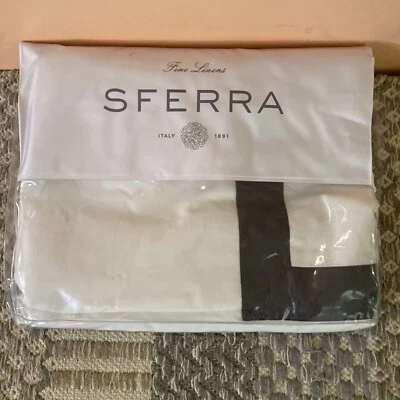 Fine Linens
SFERRA
ITALY 1891